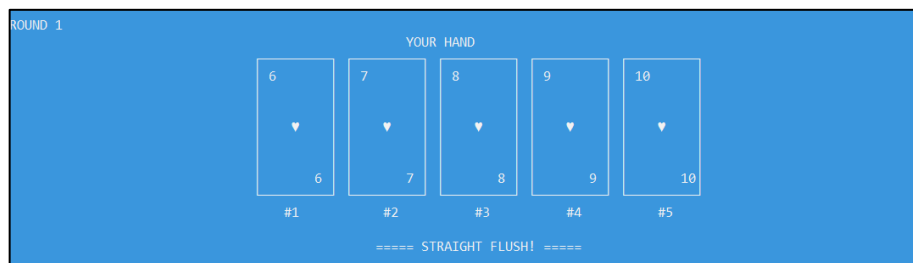 ROUND 1
YOUR HAND
6 7 8 9 10
♥ ♥ ♥ ♥ ♥
6 7 8 9 10
#1 #2 #3 #4 #5
===== STRAIGHT FLUSH! =====